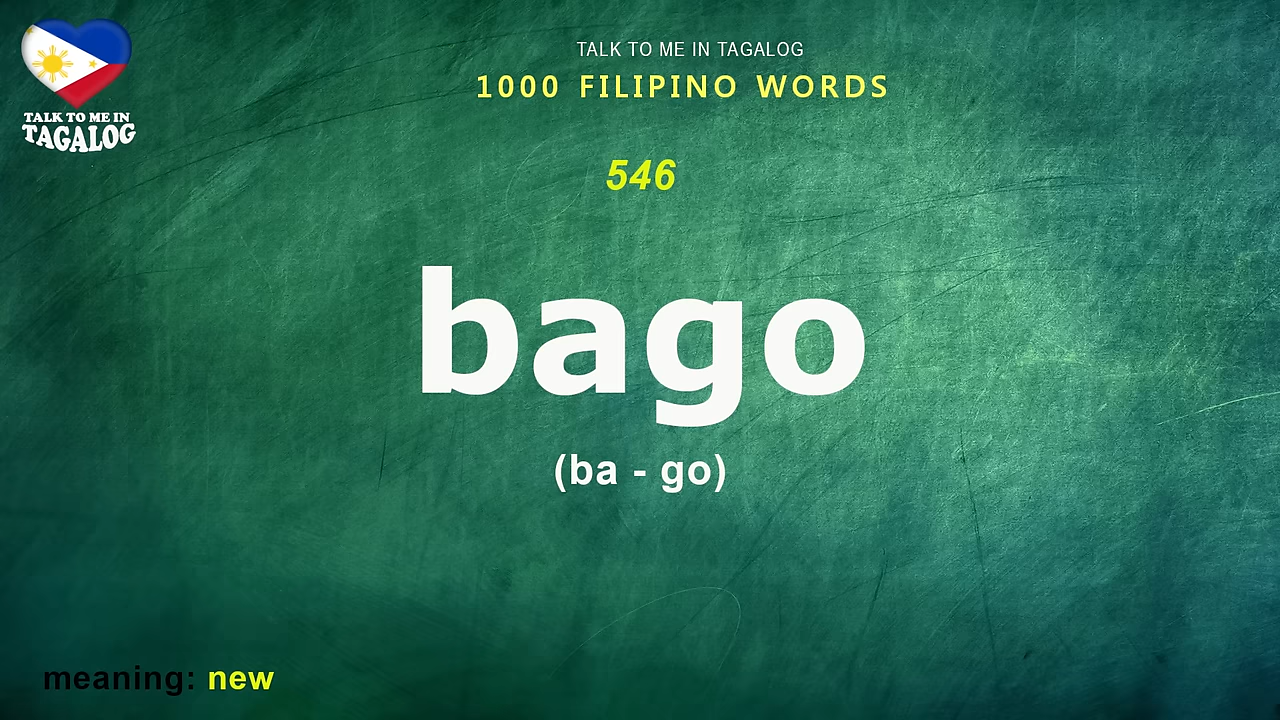 TALK TO ME IN
TAGALOG
TALK TO ME IN TAGALOG
1000 FILIPINO WORDS
546
bago
(ba - go)
meaning: new